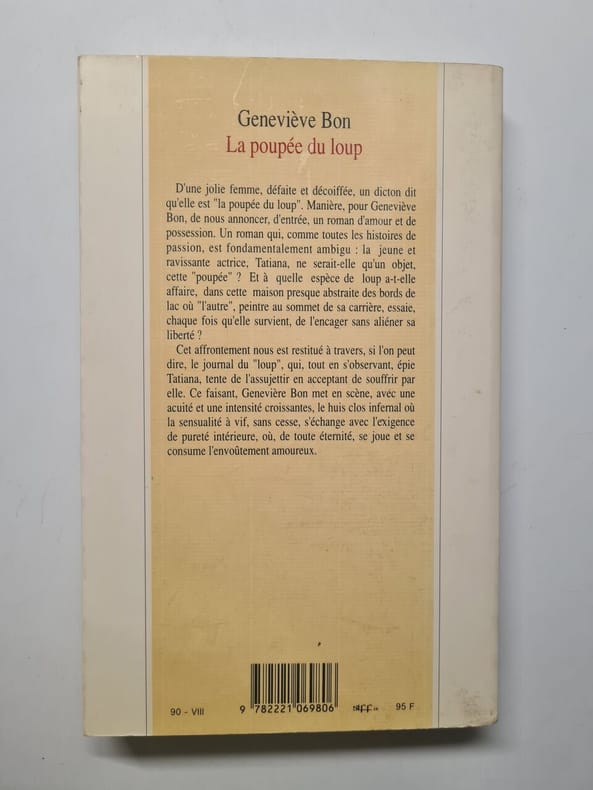 Geneviève Bon
La poupée du loup
D'une jolie femme, défaite et décoiffée, un dicton dit
qu'elle est "la poupée du loup". Manière, pour Geneviève
Bon, de nous annoncer, d'entrée, un roman d'amour et de
possession. Un roman qui, comme toutes les histoires de
passion, est fondamentalement ambigu : la jeune et
ravissante actrice, Tatiana, ne serait-elle qu'un objet,
cette "poupée" ? Et à quelle espèce de loup a-t-elle
affaire, dans cette maison presque abstraite des bords de
lac où "l'autre", peintre au sommet de sa carrière, essaie,
chaque fois qu'elle survient, de l'encager sans aliéner sa
liberté ?
Cet affrontement nous est restitué à travers, si l'on peut
dire, le journal du "loup", qui, tout en s'observant, épie
Tatiana, tente de l'assujettir en acceptant de souffrir par
elle. Ce faisant, Genevière Bon met en scène, avec une
acuité et une intensité croissantes, le huis clos infernal où
la sensualité à vif, sans cesse, s'échange avec l'exigence
de pureté intérieure, où, de toute éternité, se joue et se
consume l'envoûtement amoureux.
90 - VIII
9 782221 069806
95 F